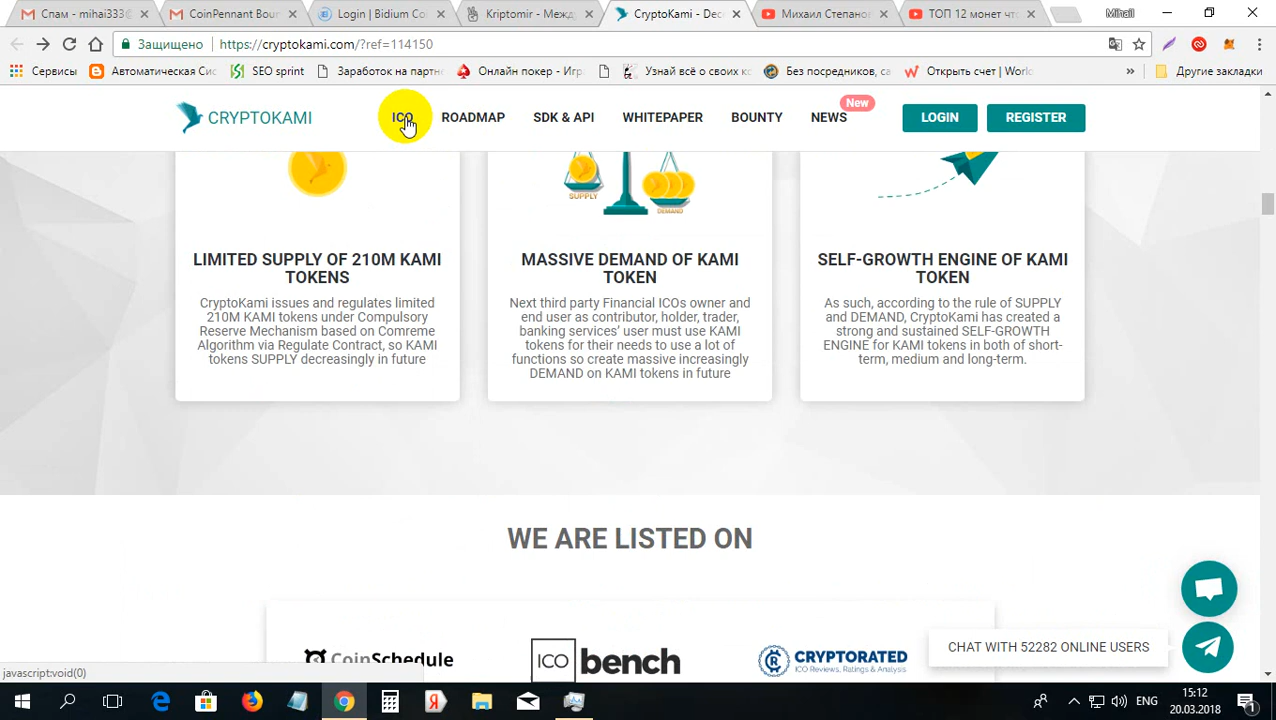 Спам - mihai333@
CoinPennant Boun
Login | Bidium Co
Kriptomir - Меж
CryptoKami - Dec
Михаил Степанов
ТОП 12 монет чт
Mihail
Защищено
https://cryptokami.com/?ref=114150
Сервисы
Автоматическая Сис
SEO sprint
Заработок на партн
Онлайн покер - Игр
Узнай всё о своих к
Без посредников, са
Открыть счет | Worl
»
Другие закладки
CRYPTOKAMI
ICO
ROADMAP
SDK & API
WHITEPAPER
BOUNTY
NEWS
New
LOGIN
REGISTER
SUPPLY
DEMAND
LIMITED SUPPLY OF 210M KAMI
TOKENS
CryptoKami issues and regulates limited
210M KAMI tokens under Compulsory
Reserve Mechanism based on Comreme
Algorithm via Regulate Contract, so KAMI
tokens SUPPLY decreasingly in future
MASSIVE DEMAND OF KAMI
TOKEN
Next third party Financial ICOs owner and
end user as contributor, holder, trader,
banking services' user must use KAMI
tokens for their needs to use a lot of
functions so create massive increasingly
DEMAND on KAMI tokens in future
SELF-GROWTH ENGINE OF KAMI
TOKEN
As such, according to the rule of SUPPLY
and DEMAND, CryptoKami has created a
strong and sustained SELF-GROWTH
ENGINE for KAMI tokens in both of short-
term, medium and long-term.
WE ARE LISTED ON
CoinSchedule
ICO bench
CRYPTORATED
ICO Reviews, Ratings & Analysis
CHAT WITH 52282 ONLINE USERS
javascript:void(0)
ENG
15:12
20.03.2018
1